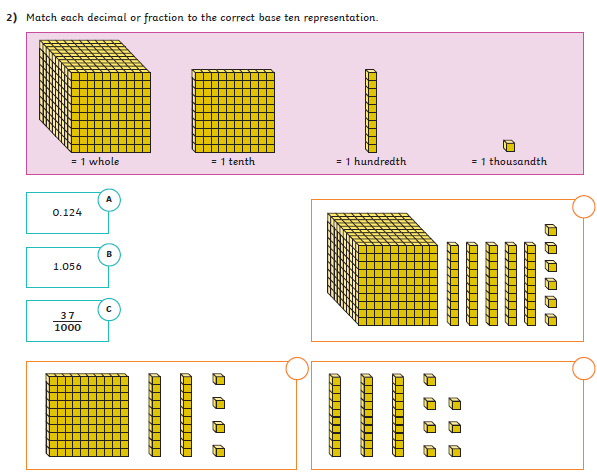 2) Match each decimal or fraction to the correct base ten representation.
= 1 whole
= 1 tenth
= 1 hundredth
= 1 thousandth
A
0.124
B
1.056
C
37
1000